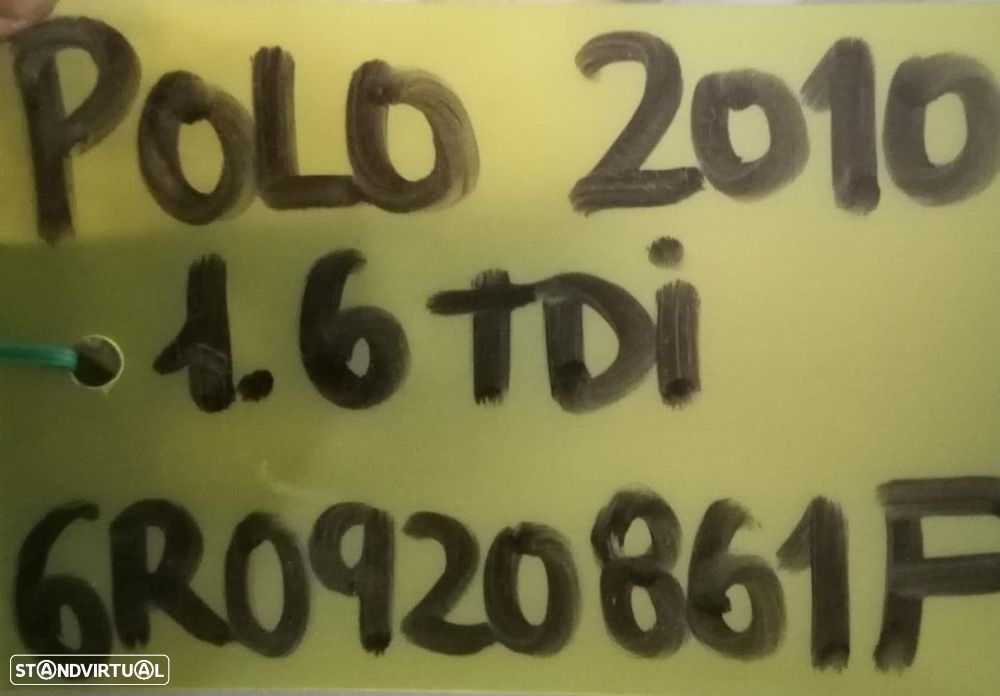 POLO 2010
1.6 TDi
6R0920861F
STANDVIRTUAL